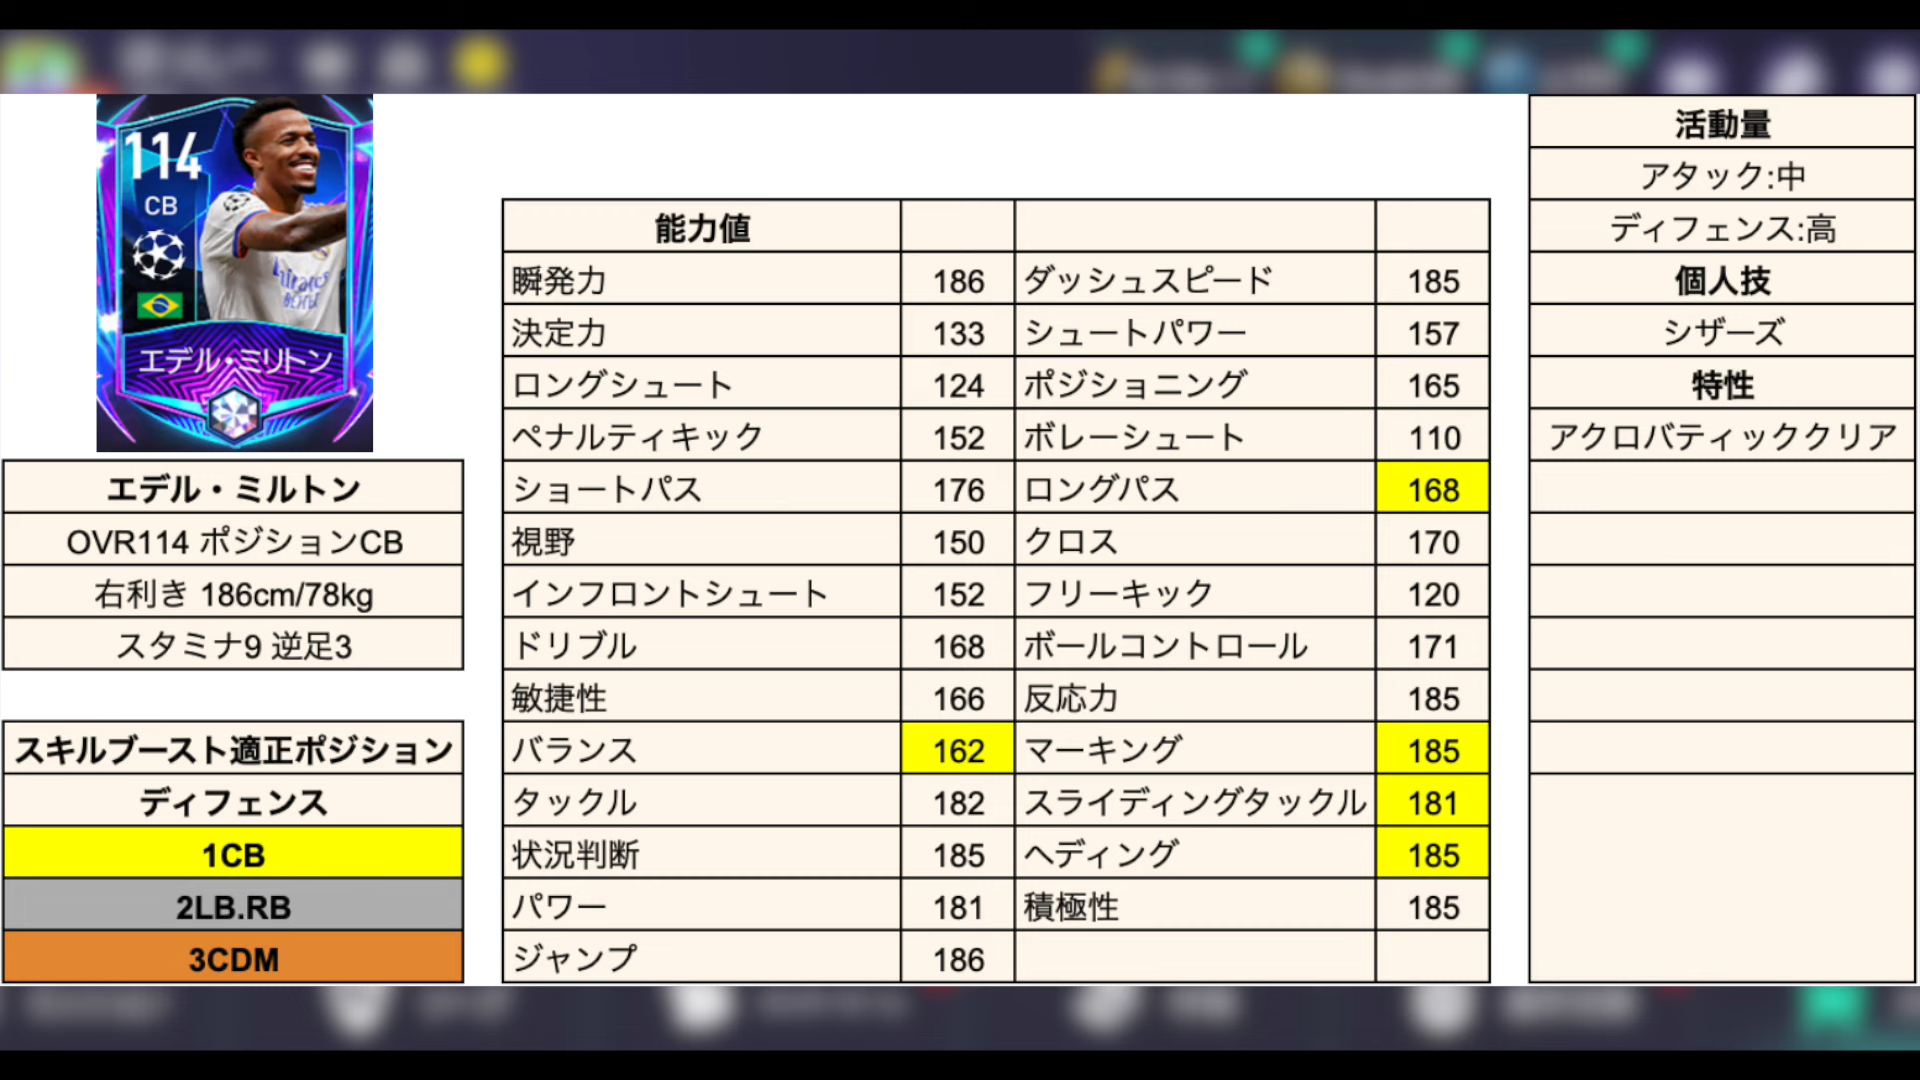 114
CB
エデル・ミリトン
エデル・ミルトン
OVR114 ポジションCB
右利き 186cm/78kg
スタミナ9 逆足3
スキルブースト適正ポジション
ディフェンス
1CB
2LB.RB
3CDM
能力値
瞬発力 186 ダッシュスピード 185
決定力 133 シュートパワー 157
ロングシュート 124 ポジショニング 165
ペナルティキック 152 ボレーシュート 110
ショートパス 176 ロングパス 168
視野 150 クロス 170
インフロントシュート 152 フリーキック 120
ドリブル 168 ボールコントロール 171
敏捷性 166 反応力 185
バランス 162 マーキング 185
タックル 182 スライディングタックル 181
状況判断 185 ヘディング 185
パワー 181 積極性 185
ジャンプ 186
活動量
アタック:中
ディフェンス:高
個人技
シザーズ
特性
アクロバティッククリア